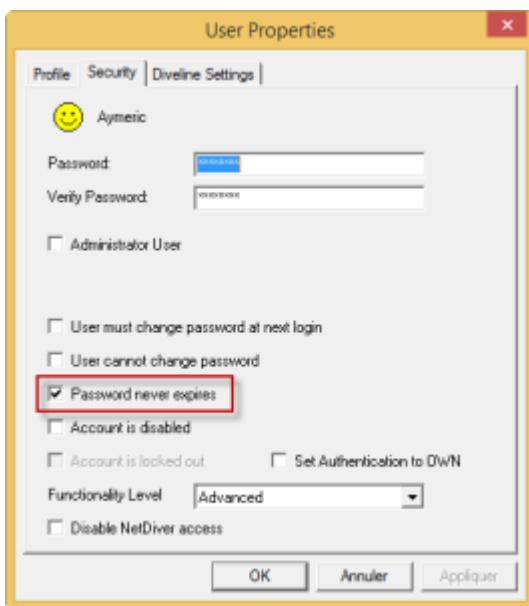 User Properties
Profile Security Diveline Settings
Aymeric
Password:
Verify Password:
Administrator User
User must change password at next login
User cannot change password
Password never expires
Account is disabled
Account is locked out Set Authentication to DWN
Functionality Level Advanced
Disable NetDiver access
OK Annuler Appliquer